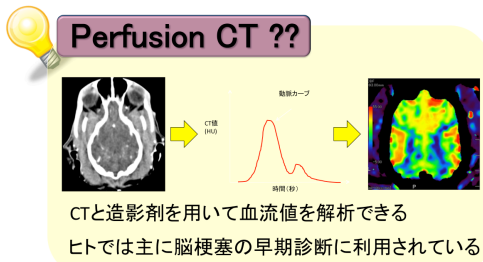 Perfusion CT ??
動脈カーブ
CT値
(HU)
時間（秒）
P
CTと造影剤を用いて血流値を解析できる
ヒトでは主に脳梗塞の早期診断に利用されている